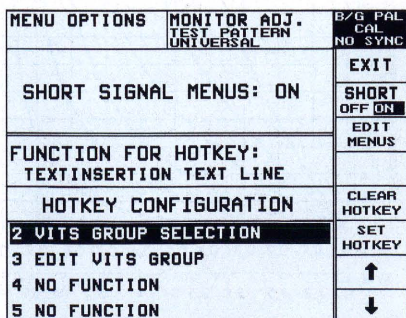 MENU OPTIONS
MONITOR ADJ.
TEST PATTERN
UNIVERSAL
B/G PAL
CAL
NO SYNC
EXIT
SHORT SIGNAL MENUS: ON
SHORT
OFF ON
EDIT
MENUS
FUNCTION FOR HOTKEY:
TEXTINSERTION TEXT LINE
HOTKEY CONFIGURATION
CLEAR
HOTKEY
2 VITS GROUP SELECTION
SET
HOTKEY
3 EDIT VITS GROUP
↑
4 NO FUNCTION
5 NO FUNCTION
↓